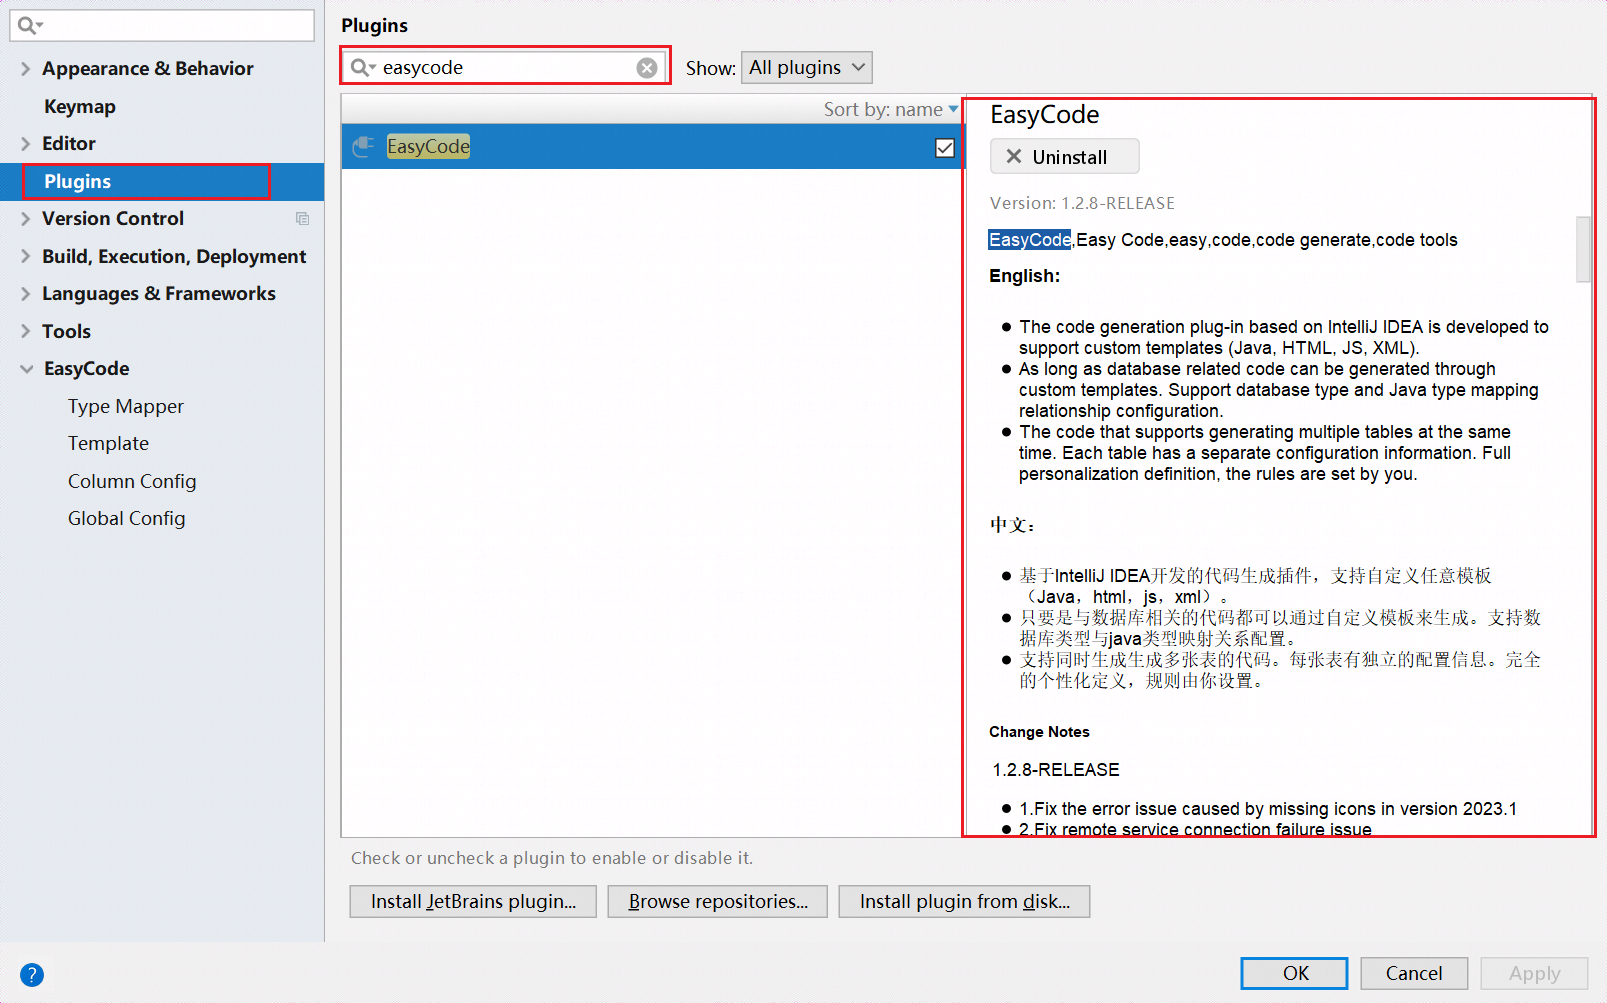 Plugins
easycode
Show: All plugins
Appearance & Behavior
Keymap
Editor
Plugins
Version Control
Build, Execution, Deployment
Languages & Frameworks
Tools
EasyCode
Type Mapper
Template
Column Config
Global Config
Sort by: name
EasyCode
EasyCode
Uninstall
Version: 1.2.8-RELEASE
EasyCode,Easy Code,easy,code,code generate,code tools
English:
The code generation plug-in based on IntelliJ IDEA is developed to
support custom templates (Java, HTML, JS, XML).
As long as database related code can be generated through
custom templates. Support database type and Java type mapping
relationship configuration.
The code that supports generating multiple tables at the same
time. Each table has a separate configuration information. Full
personalization definition, the rules are set by you.
中文：
基于IntelliJ IDEA开发的代码生成插件，支持自定义任意模板
（Java，html，js，xml）。
只要是与数据库相关的代码都可以通过自定义模板来生成。支持数
据库类型与java类型映射关系配置。
支持同时生成生成多张表的代码。每张表有独立的配置信息。完全
的个性化定义，规则由你设置。
Change Notes
1.2.8-RELEASE
1.Fix the error issue caused by missing icons in version 2023.1
2.Fix remote service connection failure issue
Check or uncheck a plugin to enable or disable it.
Install JetBrains plugin...
Browse repositories...
Install plugin from disk...
?
OK
Cancel
Apply